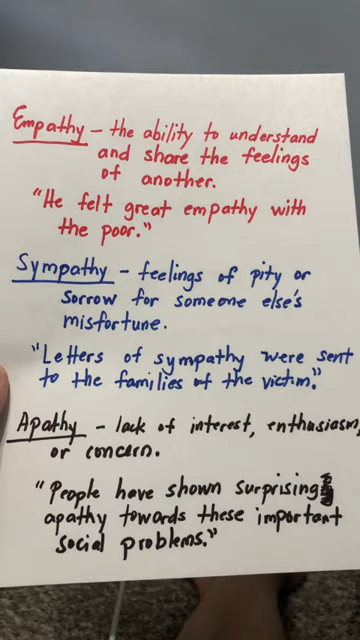 Empathy – the ability to understand
and share the feelings
of another.
"He felt great empathy with
the poor."
Sympathy – feelings of pity or
sorrow for someone else's
misfortune.
"Letters of sympathy were sent
to the families of the victim."
Apathy – lack of interest, enthusiasm,
or concern.
"People have shown surprising
apathy towards these important
social problems."